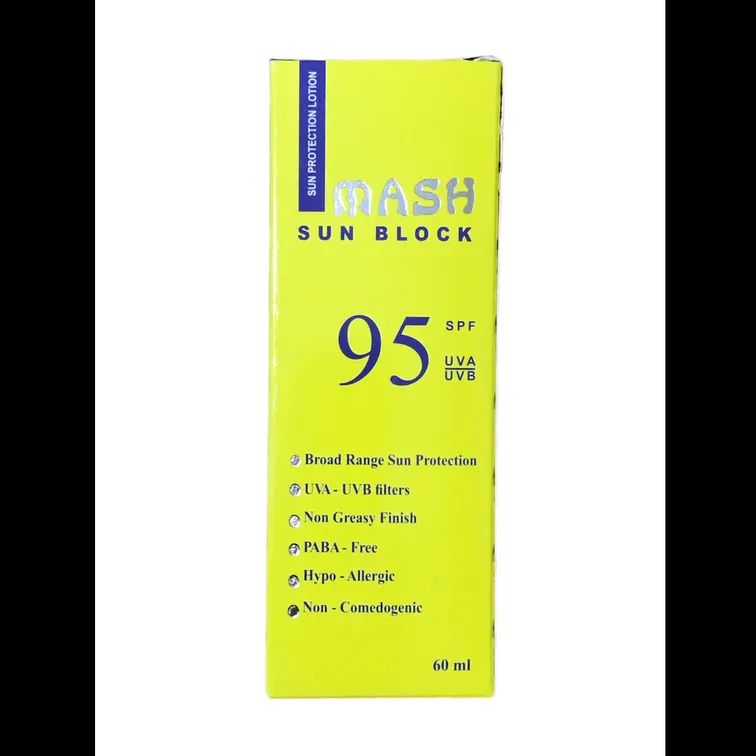 SUN PROTECTION LOTION
MASH
SUN BLOCK
95
SPF
UVA
UVB
Broad Range Sun Protection
UVA - UVB filters
Non Greasy Finish
PABA - Free
Hypo - Allergic
Non - Comedogenic
60 ml